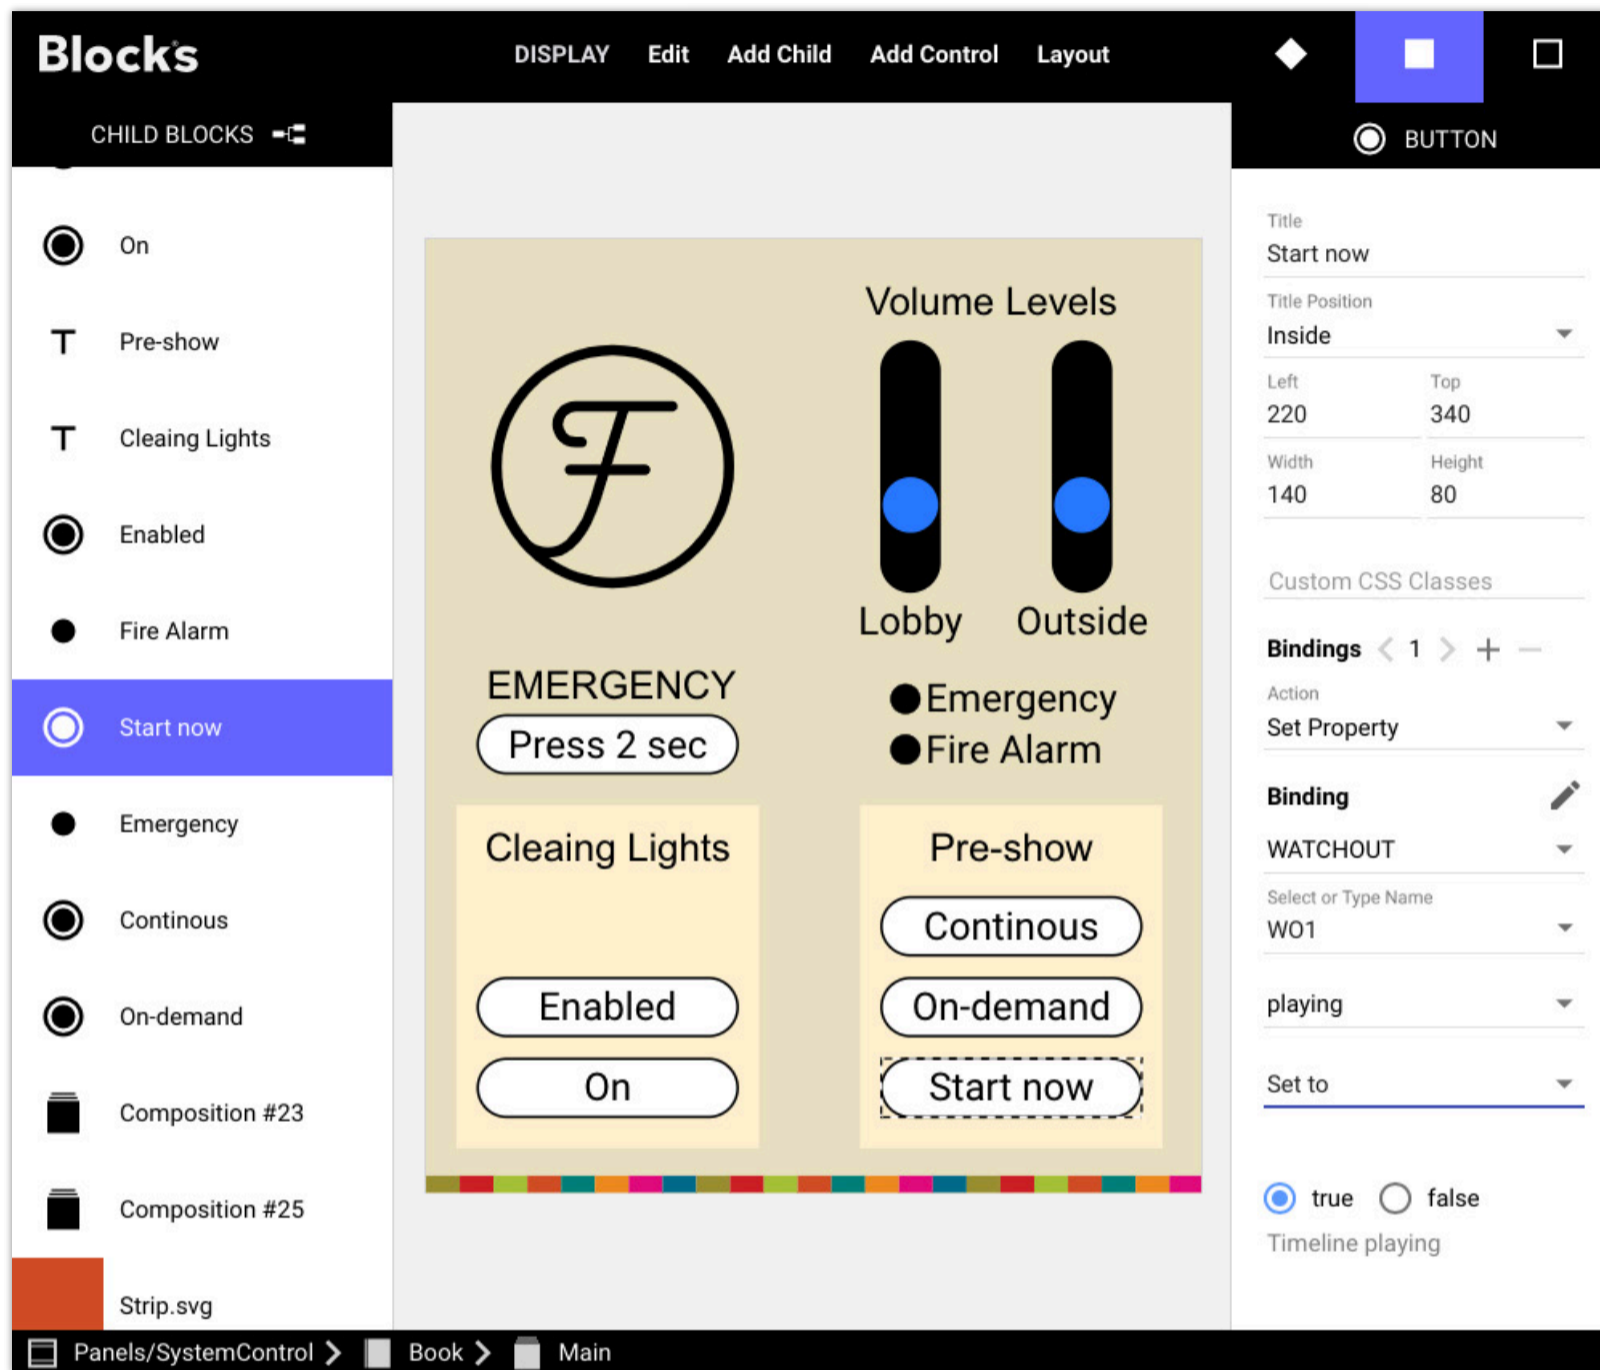 Blocks
DISPLAY Edit Add Child Add Control Layout
CHILD BLOCKS
On
Pre-show
Cleaing Lights
Enabled
Fire Alarm
Start now
Emergency
Continous
On-demand
Composition #23
Composition #25
Strip.svg
Volume Levels
Lobby Outside
EMERGENCY
Press 2 sec
Emergency
Fire Alarm
Cleaing Lights
Enabled
On
Pre-show
Continous
On-demand
Start now
BUTTON
Title
Start now
Title Position
Inside
Left Top
220 340
Width Height
140 80
Custom CSS Classes
Bindings 1
Action
Set Property
Binding
WATCHOUT
Select or Type Name
WO1
playing
Set to
true false
Timeline playing
Panels/SystemControl Book Main